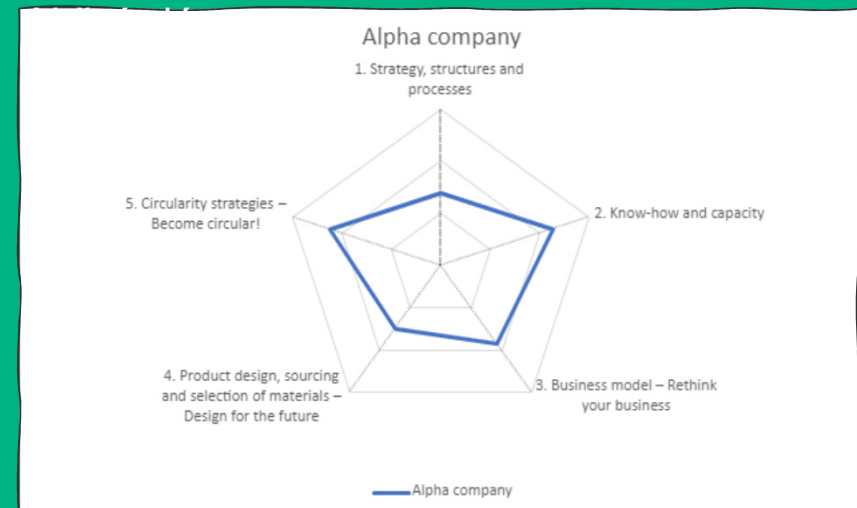 Alpha company
1. Strategy, structures and
processes
5. Circularity strategies –
Become circular!
2. Know-how and capacity
4. Product design, sourcing
and selection of materials –
Design for the future
3. Business model – Rethink
your business
Alpha company